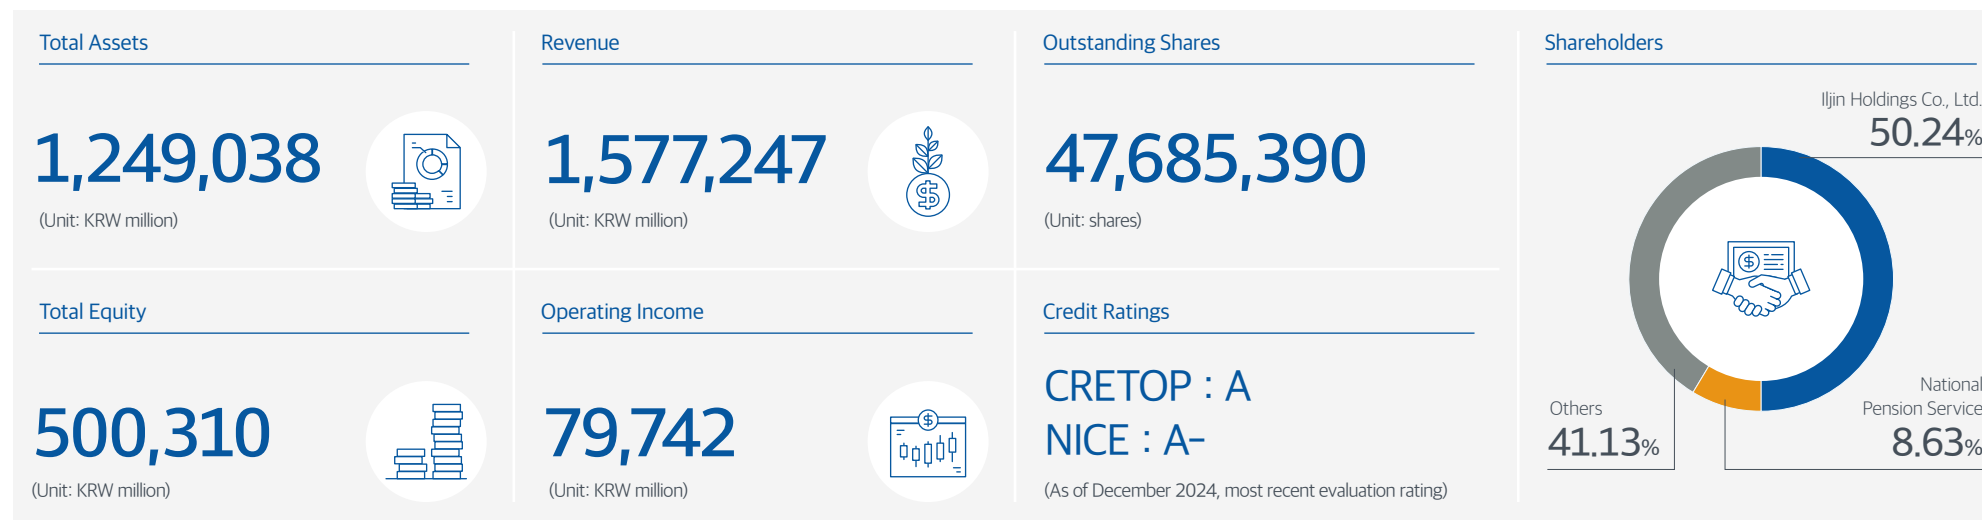 Total Assets
1,249,038
(Unit: KRW million)
Revenue
1,577,247
(Unit: KRW million)
Outstanding Shares
47,685,390
(Unit: shares)
Total Equity
500,310
(Unit: KRW million)
Operating Income
79,742
(Unit: KRW million)
Credit Ratings
CRETOP : A
NICE : A-
(As of December 2024, most recent evaluation rating)
Shareholders
Iljin Holdings Co., Ltd.
50.24%
Others
41.13%
National
Pension Service
8.63%